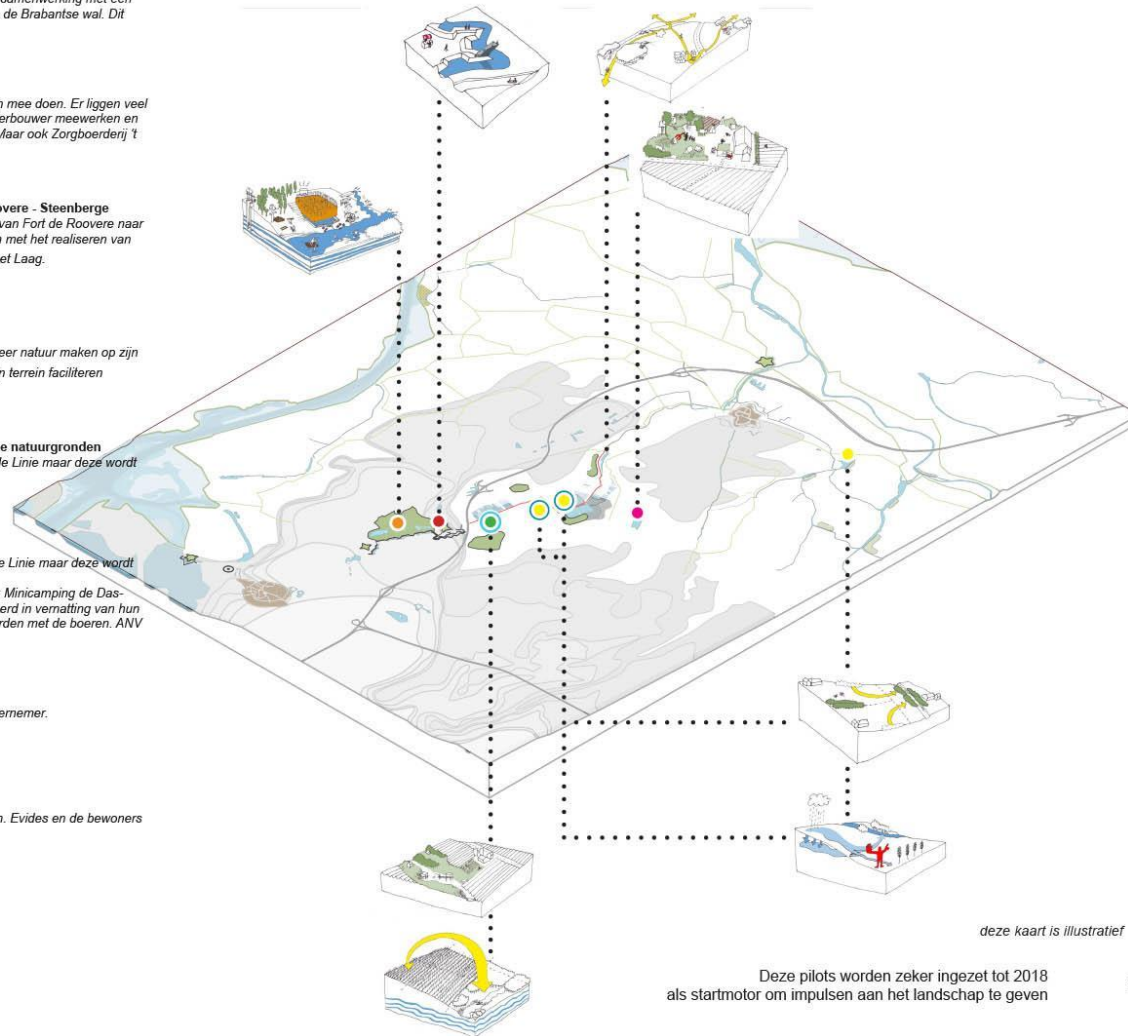 samenwerking met een
de Brabantse wal. Dit
mee doen. Er liggen veel
erbouwer meewerken en
Maar ook Zorgboerderij 't
overe - Steenberge
van Fort de Roovere naar
met het realiseren van
et Laag.
eer natuur maken op zijn
n terrein faciliteren
e natuurgronden
de Linie maar deze wordt
e Linie maar deze wordt
Minicamping de Das-
erd in vernatting van hun
rden met de boeren. ANV
ernemer.
n. Evides en de bewoners
deze kaart is illustratief
Deze pilots worden zeker ingezet tot 2018
als startmotor om impulsen aan het landschap te geven